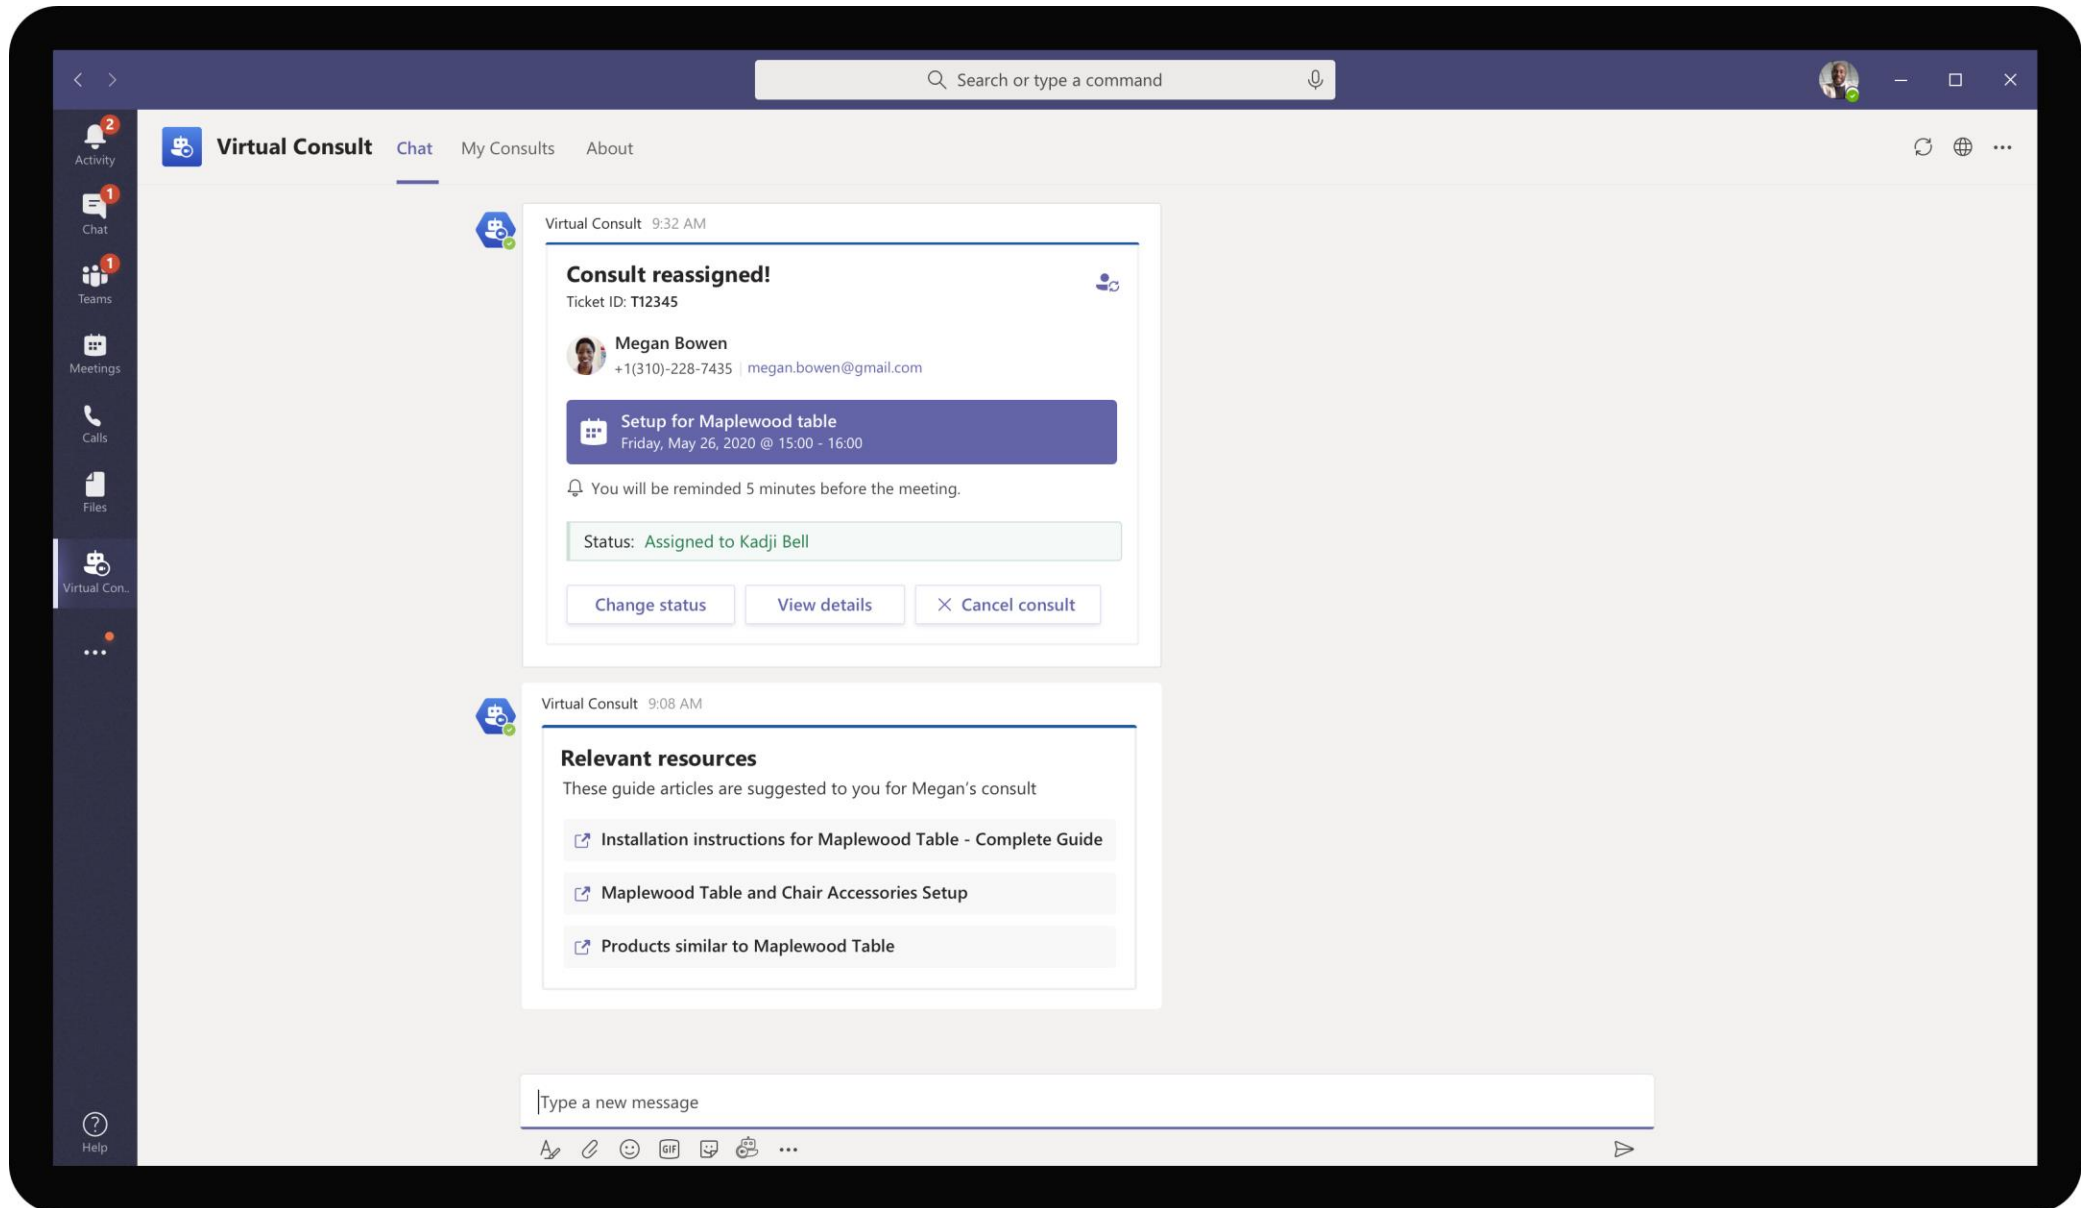 Search or type a command
2
Activity
1
Chat
1
Teams
Meetings
Calls
Files
Virtual Con..
Help
Virtual Consult Chat My Consults About
Virtual Consult 9:32 AM
Consult reassigned!
Ticket ID: T12345
Megan Bowen
+1(310)-228-7435 | megan.bowen@gmail.com
Setup for Maplewood table
Friday, May 26, 2020 @ 15:00 - 16:00
You will be reminded 5 minutes before the meeting.
Status: Assigned to Kadji Bell
Change status View details Cancel consult
Virtual Consult 9:08 AM
Relevant resources
These guide articles are suggested to you for Megan's consult
Installation instructions for Maplewood Table - Complete Guide
Maplewood Table and Chair Accessories Setup
Products similar to Maplewood Table
Type a new message
GIF